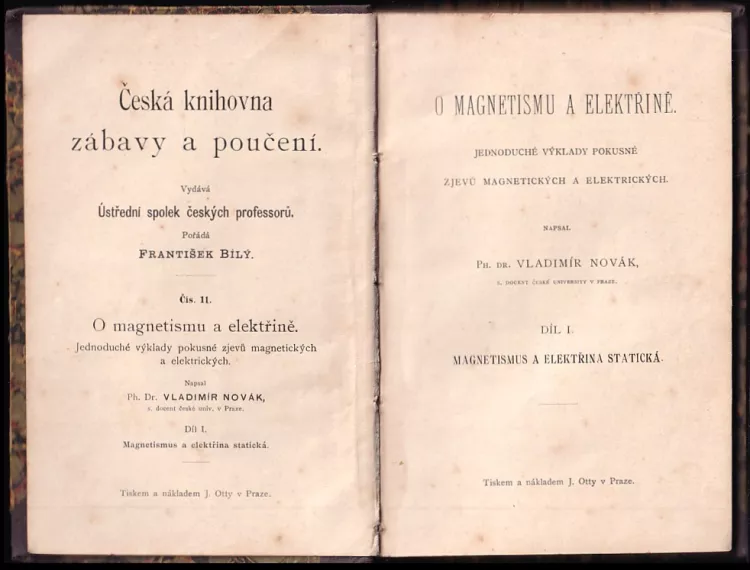 Česká knihovna
zábavy a poučení.
Vydává
Ústřední spolek českých professorů.
Pořádá
František Bílý.
Čís. 11.
O magnetismu a elektřině.
Jednoduché výklady pokusné zjevů magnetických
a elektrických.
Napsal
Ph. Dr. VLADIMÍR NOVÁK,
c. docent české univ. v Praze.
Díl I.
Magnetismus a elektřina statická.
Tiskem a nákladem J. Otty v Praze.
O MAGNETISMU A ELEKTŘINĚ.
JEDNODUCHÉ VÝKLADY POKUSNÉ
ZJEVŮ MAGNETICKÝCH A ELEKTRICKÝCH.
NAPSAL
PH. DR. VLADIMÍR NOVÁK,
C. DOCENT ČESKÉ UNIVERSITY V PRAZE.
DÍL I.
MAGNETISMUS A ELEKTŘINA STATICKÁ.
Tiskem a nákladem J. Otty v Praze.